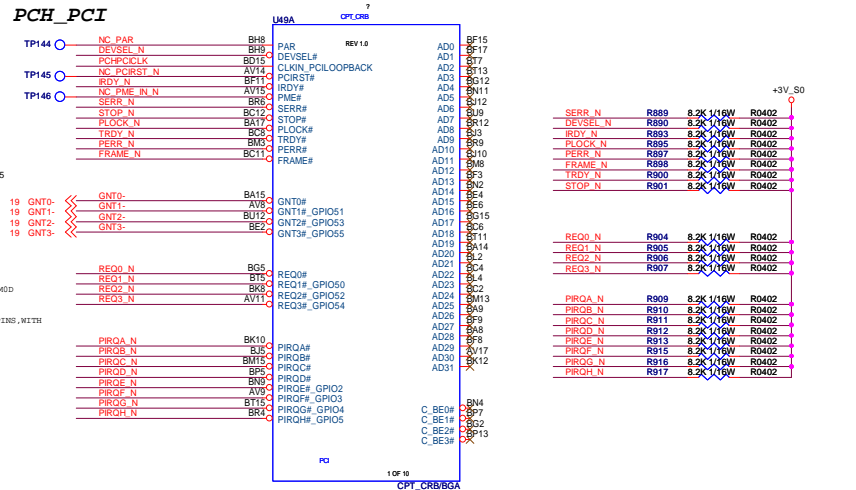 PCH_PCI
?
U49A
CPT_CRB
REV 1.0
TP144 NC_PAR BH8 PAR
DEVSEL_N BH9 DEVSEL#
PCHPCICLK BD15 CLKIN_PCILOOPBACK
TP145 NC_PCIRST_N AV14 PCIRST#
IRDY_N BF11 IRDY#
TP146 NC_PME_IN_N AV15 PME#
SERR_N BR6 SERR#
STOP_N BC12 STOP#
PLOCK_N BA17 PLOCK#
TRDY_N BC8 TRDY#
PERR_N BM3 PERR#
FRAME_N BC11 FRAME#
5
19 GNT0- GNT0- BA15 GNT0#
19 GNT1- GNT1- AV8 GNT1#_GPIO51
19 GNT2- GNT2- BU12 GNT2#_GPIO53
19 GNT3- GNT3- BE2 GNT3#_GPIO55
REQ0_N BG5 REQ0#
REQ1_N BT5 REQ1#_GPIO50
REQ2_N BK8 REQ2#_GPIO52
REQ3_N AV11 REQ3#_GPIO54
PINS,WITH
PIRQA_N BK10 PIRQA#
PIRQB_N BJ5 PIRQB#
PIRQC_N BM15 PIRQC#
PIRQD_N BP5 PIRQD#
PIRQE_N BN9 PIRQE#_GPIO2
PIRQF_N AV9 PIRQF#_GPIO3
PIRQG_N BT15 PIRQG#_GPIO4
PIRQH_N BR4 PIRQH#_GPIO5
AD0 BF15
AD1 BF17
AD2 BT7
AD3 BT13
AD4 BG12
AD5 BN11
AD6 BJ12
AD7 BU9
AD8 BR12
AD9 BJ3
AD10 BR9
AD11 BJ10
AD12 BM8
AD13 BF3
AD14 BN2
AD15 BE4
AD16 BE6
AD17 BG15
AD18 BC6
AD19 BT11
AD20 BA14
AD21 BL2
AD22 BC4
AD23 BL4
AD24 BC2
AD25 BM13
AD26 BA9
AD27 BF9
AD28 BA8
AD29 BF8
AD30 AV17
AD31 BK12
C_BE0# BN4
C_BE1# BP7
C_BE2# BG2
C_BE3# BP13
PCI
1 OF 10
CPT_CRB/BGA
+3V_S0
SERR_N R889 8.2K 1/16W R0402
DEVSEL_N R890 8.2K 1/16W R0402
IRDY_N R893 8.2K 1/16W R0402
PLOCK_N R895 8.2K 1/16W R0402
PERR_N R897 8.2K 1/16W R0402
FRAME_N R898 8.2K 1/16W R0402
TRDY_N R900 8.2K 1/16W R0402
STOP_N R901 8.2K 1/16W R0402
REQ0_N R904 8.2K 1/16W R0402
REQ1_N R905 8.2K 1/16W R0402
REQ2_N R906 8.2K 1/16W R0402
REQ3_N R907 8.2K 1/16W R0402
PIRQA_N R909 8.2K 1/16W R0402
PIRQB_N R910 8.2K 1/16W R0402
PIRQC_N R911 8.2K 1/16W R0402
PIRQD_N R912 8.2K 1/16W R0402
PIRQE_N R913 8.2K 1/16W R0402
PIRQF_N R915 8.2K 1/16W R0402
PIRQG_N R916 8.2K 1/16W R0402
PIRQH_N R917 8.2K 1/16W R0402